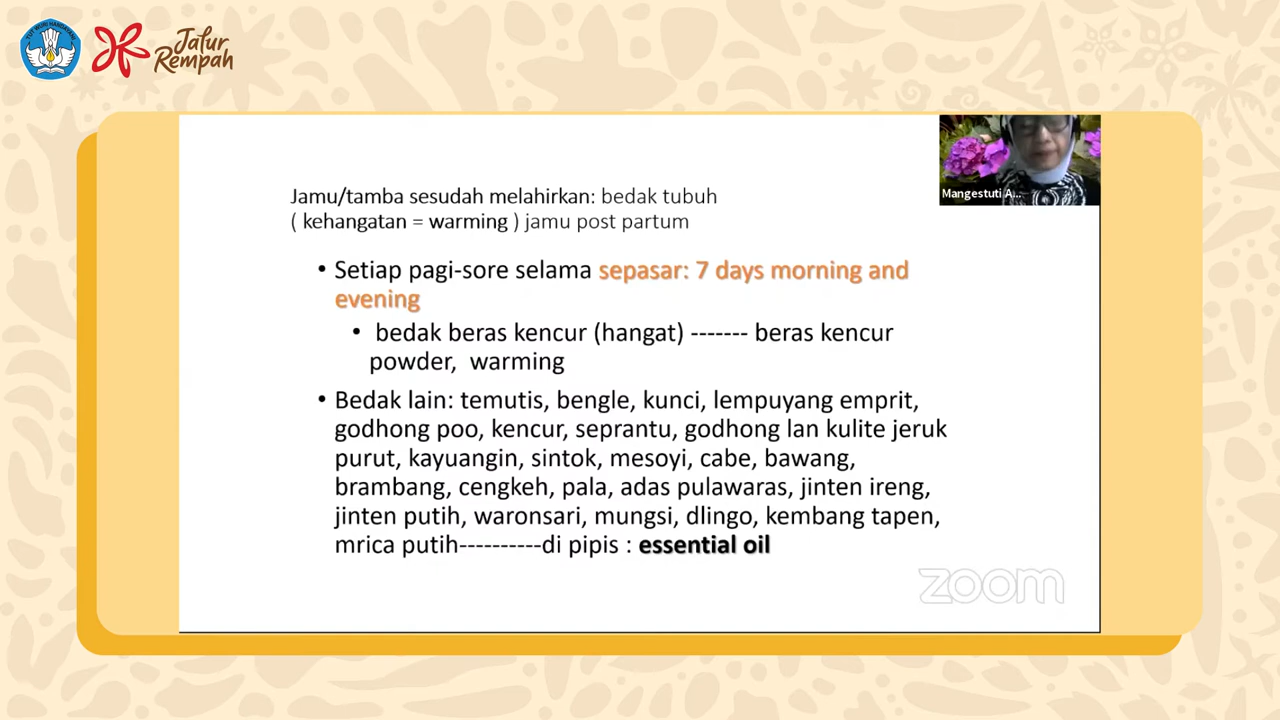 TUT WURI HANDAYANI
Jalur
Rempah
Mangestuti A...
Jamu/tamba sesudah melahirkan: bedak tubuh
( kehangatan = warming ) jamu post partum
• Setiap pagi-sore selama sepasar: 7 days morning and
evening
• bedak beras kencur (hangat) ------- beras kencur
powder, warming
• Bedak lain: temutis, bengle, kunci, lempuyang emprit,
godhong poo, kencur, seprantu, godhong lan kulite jeruk
purut, kayuangin, sintok, mesoyi, cabe, bawang,
brambang, cengkeh, pala, adas pulawaras, jinten ireng,
jinten putih, waronsari, mungsi, dlingo, kembang tapen,
mrica putih----------di pipis : essential oil
zoom